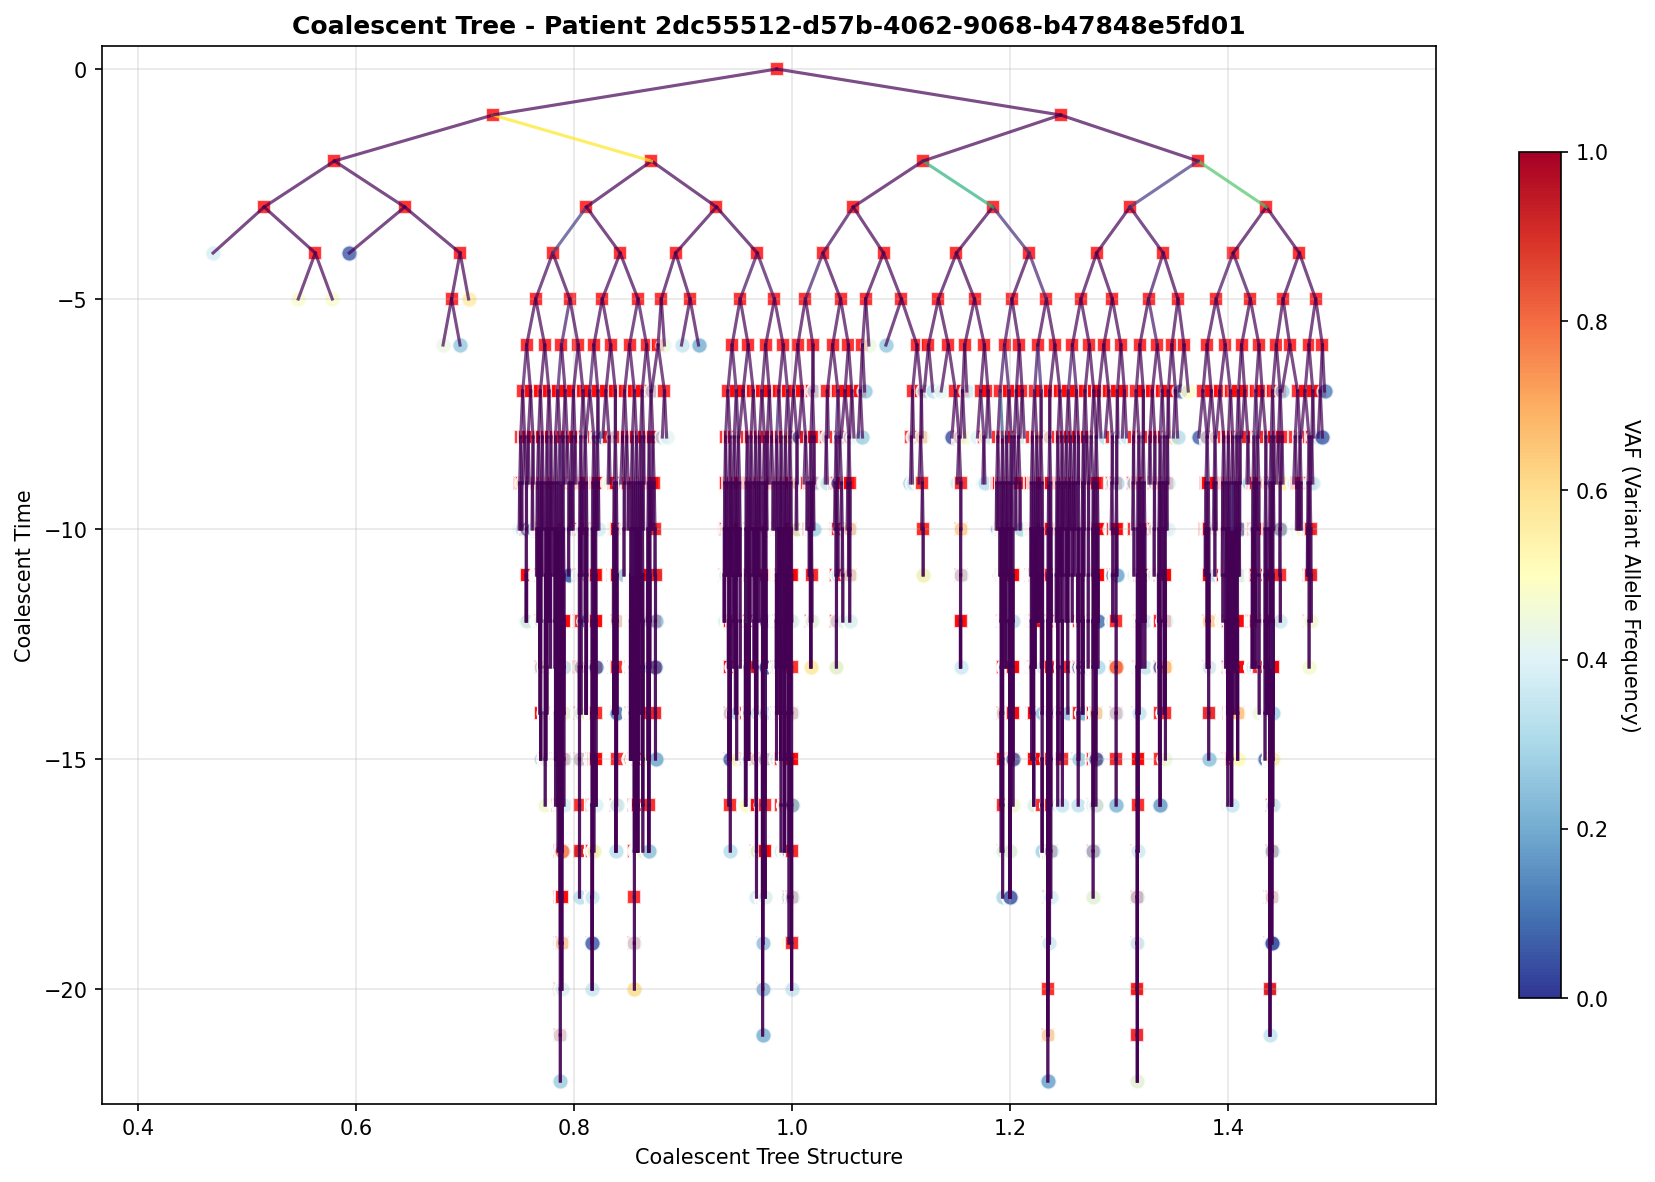 Coalescent Tree - Patient 2dc55512-d57b-4062-9068-b47848e5fd01
0
−5
−10
−15
−20
Coalescent Time
0.4 0.6 0.8 1.0 1.2 1.4
Coalescent Tree Structure
1.0
0.8
0.6
0.4
0.2
0.0
VAF (Variant Allele Frequency)